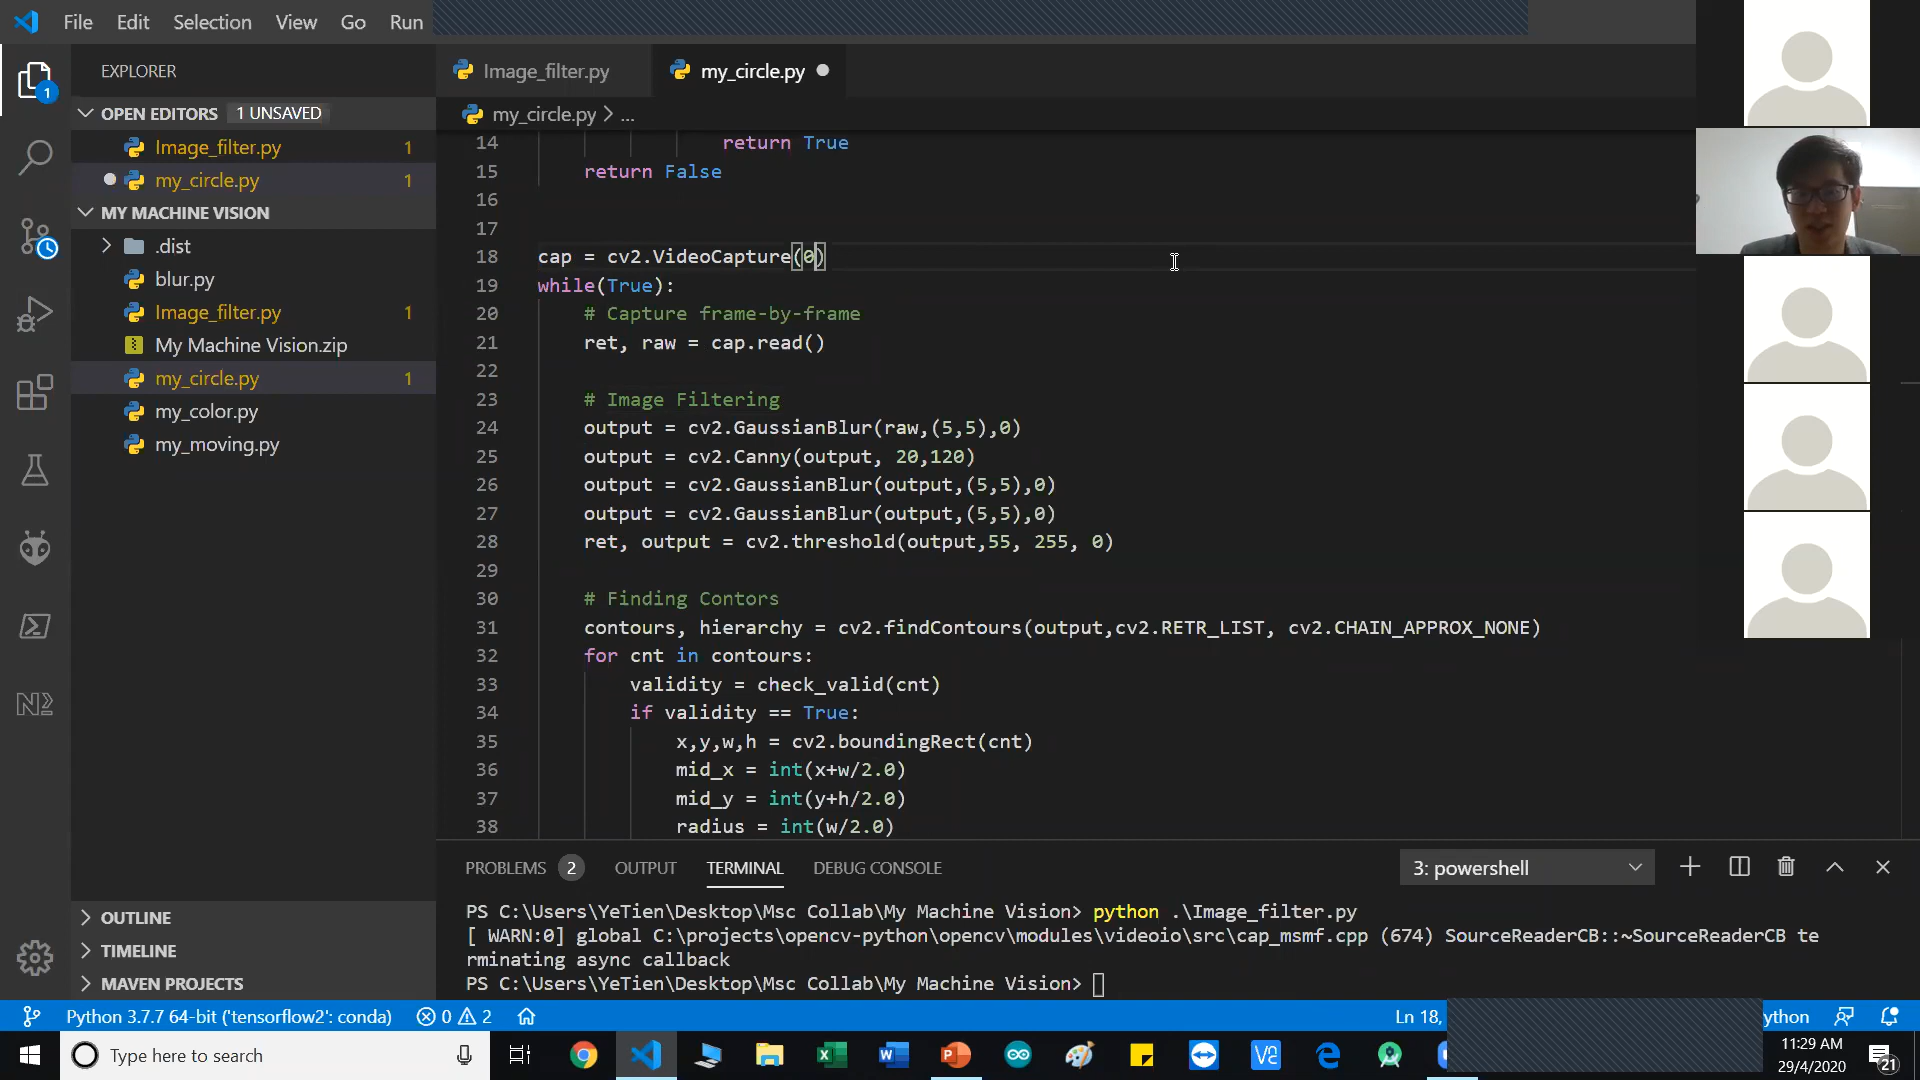 File Edit Selection View Go Run
EXPLORER
OPEN EDITORS 1 UNSAVED
Image_filter.py 1
my_circle.py 1
MY MACHINE VISION
.dist
blur.py
Image_filter.py 1
My Machine Vision.zip
my_circle.py 1
my_color.py
my_moving.py
OUTLINE
TIMELINE
MAVEN PROJECTS
1
Image_filter.py my_circle.py
my_circle.py > ...
14 return True
15 return False
16
17
18 cap = cv2.VideoCapture(0)
19 while(True):
20 # Capture frame-by-frame
21 ret, raw = cap.read()
22
23 # Image Filtering
24 output = cv2.GaussianBlur(raw,(5,5),0)
25 output = cv2.Canny(output, 20,120)
26 output = cv2.GaussianBlur(output,(5,5),0)
27 output = cv2.GaussianBlur(output,(5,5),0)
28 ret, output = cv2.threshold(output,55, 255, 0)
29
30 # Finding Contors
31 contours, hierarchy = cv2.findContours(output,cv2.RETR_LIST, cv2.CHAIN_APPROX_NONE)
32 for cnt in contours:
33 validity = check_valid(cnt)
34 if validity == True:
35 x,y,w,h = cv2.boundingRect(cnt)
36 mid_x = int(x+w/2.0)
37 mid_y = int(y+h/2.0)
38 radius = int(w/2.0)
PROBLEMS 2 OUTPUT TERMINAL DEBUG CONSOLE 3: powershell
PS C:\Users\YeTien\Desktop\Msc Collab\My Machine Vision> python .\Image_filter.py
[ WARN:0] global C:\projects\opencv-python\opencv\modules\videoio\src\cap_msmf.cpp (674) SourceReaderCB::~SourceReaderCB te
rminating async callback
PS C:\Users\YeTien\Desktop\Msc Collab\My Machine Vision>
Python 3.7.7 64-bit ('tensorflow2': conda) 0 2 Ln 18, ython
Type here to search
11:29 AM
29/4/2020
21